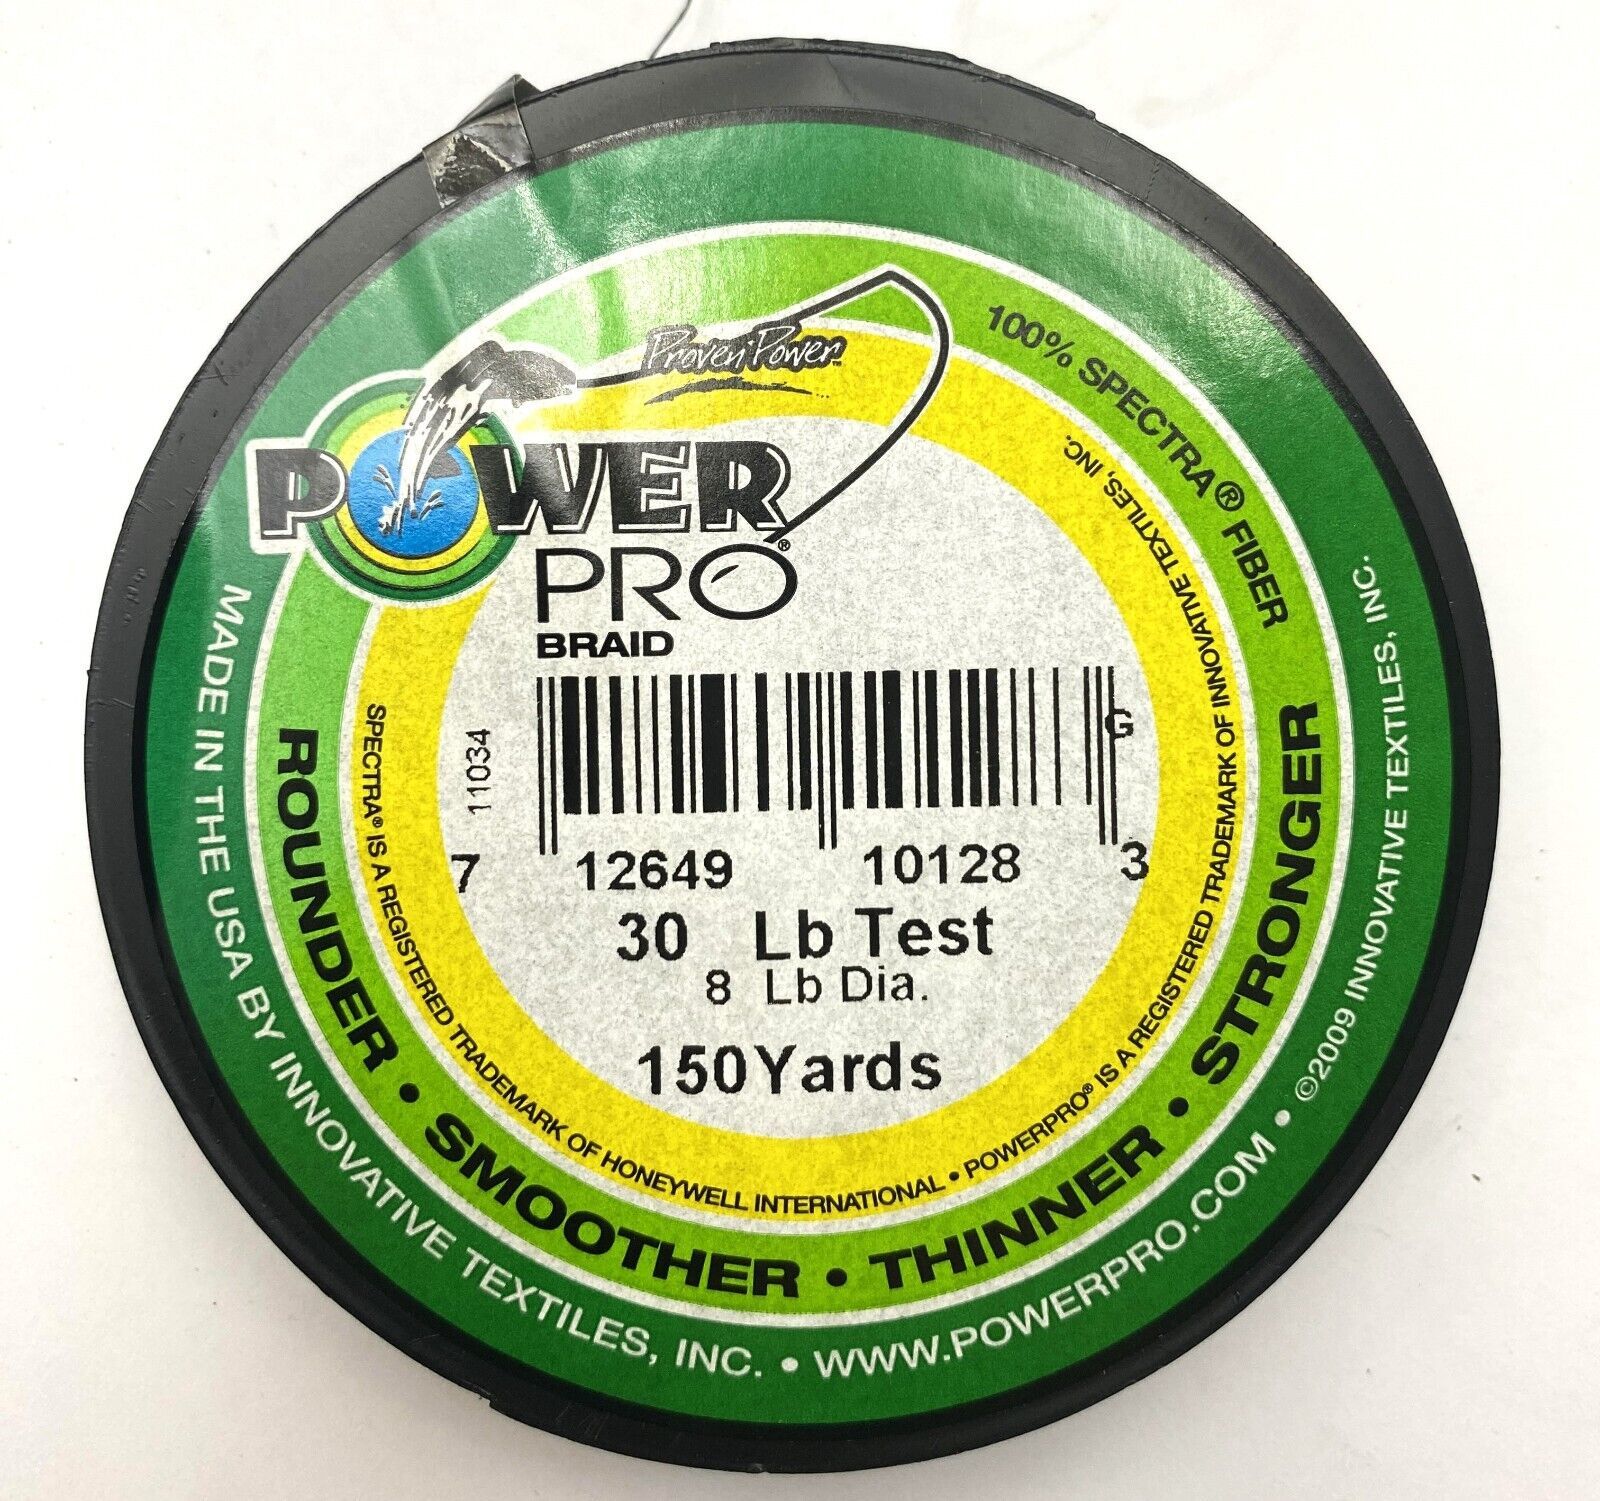 Proven Power™
POWER
PRO®
BRAID
100% SPECTRA® FIBER
11034
G
7 12649 10128 3
30 Lb Test
8 Lb Dia.
150Yards
SPECTRA® IS A REGISTERED TRADEMARK OF HONEYWELL INTERNATIONAL • POWERPRO® IS A REGISTERED TRADEMARK OF INNOVATIVE TEXTILES, INC.
ROUNDER • SMOOTHER • THINNER • STRONGER
MADE IN THE USA BY INNOVATIVE TEXTILES, INC. • WWW.POWERPRO.COM • ©2009 INNOVATIVE TEXTILES, INC.